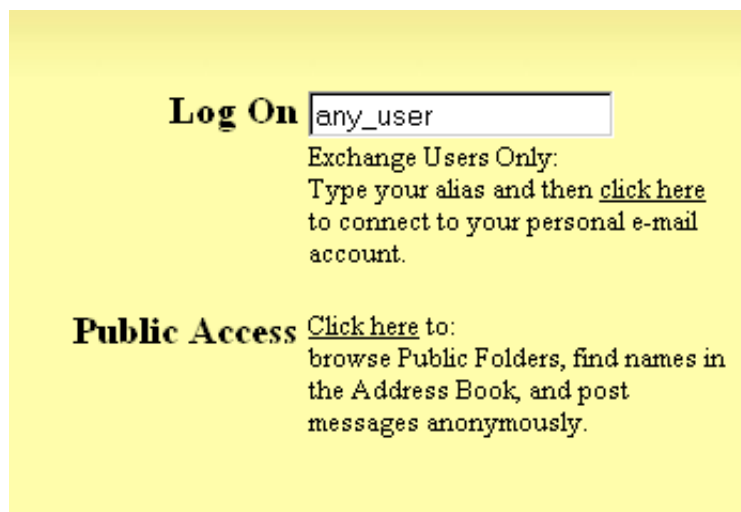 Log On any_user
Exchange Users Only:
Type your alias and then click here
to connect to your personal e-mail
account.
Public Access Click here to:
browse Public Folders, find names in
the Address Book, and post
messages anonymously.